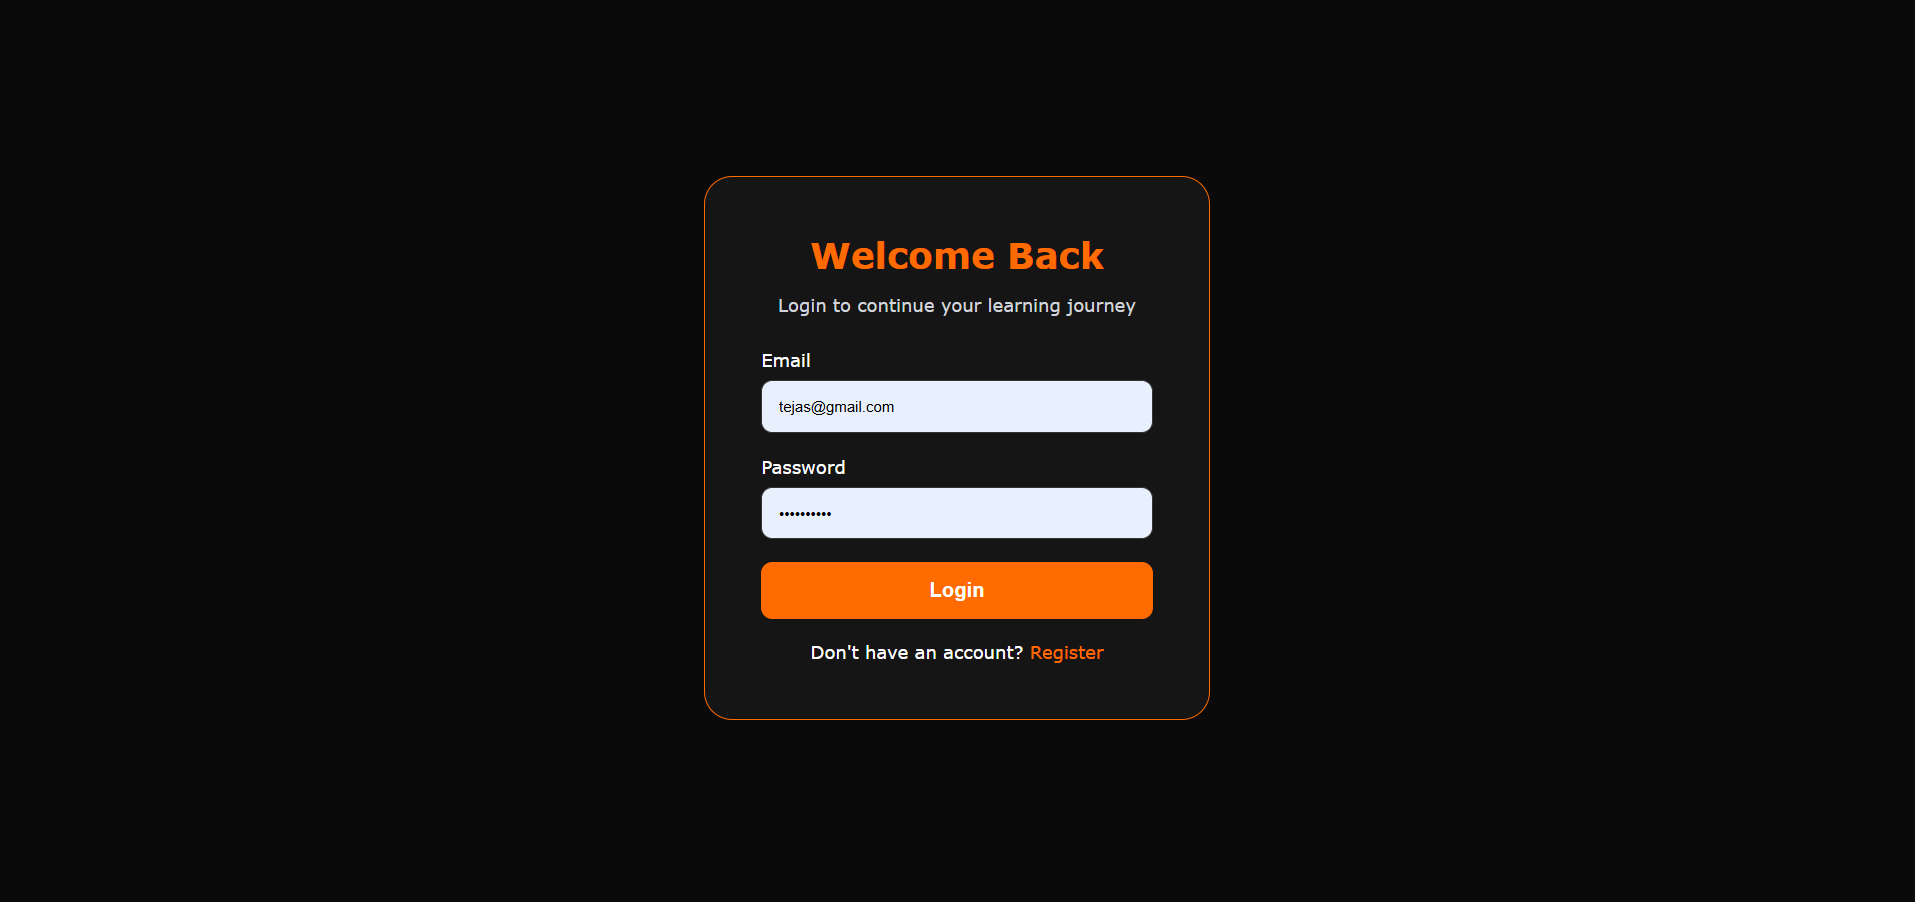 Welcome Back
Login to continue your learning journey
Email
tejas@gmail.com
Password
••••••••••
Login
Don't have an account? Register